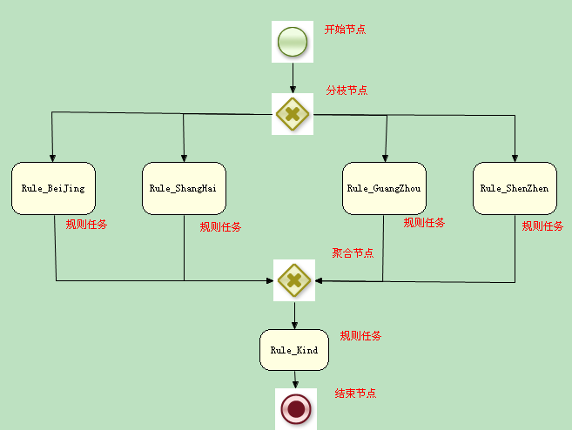 开始节点
分枝节点
Rule_BeiJing
Rule_ShangHai
Rule_GuangZhou
Rule_ShenZhen
规则任务
规则任务
规则任务
规则任务
聚合节点
规则任务
Rule_Kind
结束节点